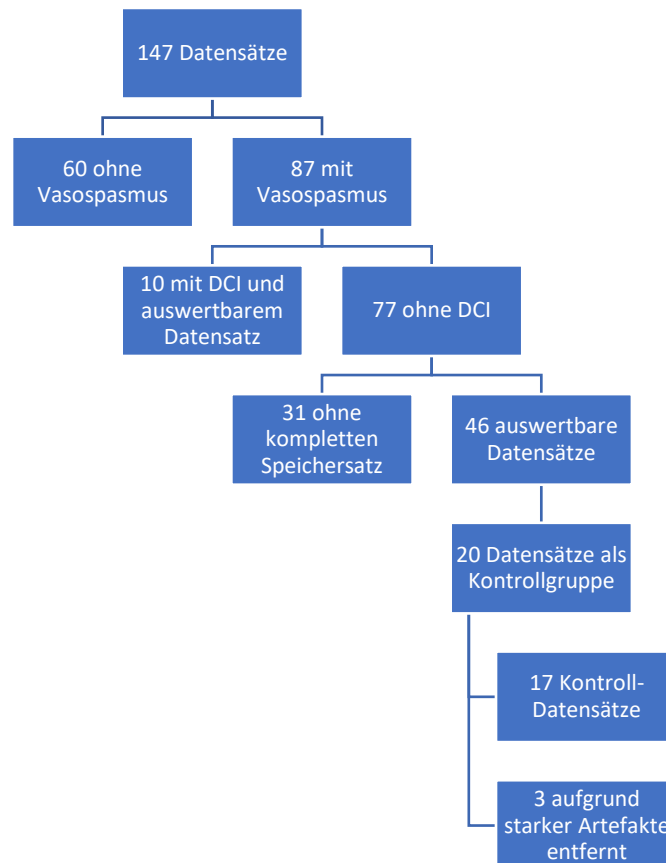 147 Datensätze
60 ohne
Vasospasmus
87 mit
Vasospasmus
10 mit DCI und
auswertbarem
Datensatz
77 ohne DCI
31 ohne
kompletten
Speichersatz
46 auswertbare
Datensätze
20 Datensätze als
Kontrollgruppe
17 Kontroll-
Datensätze
3 aufgrund
starker Artefakte
entfernt